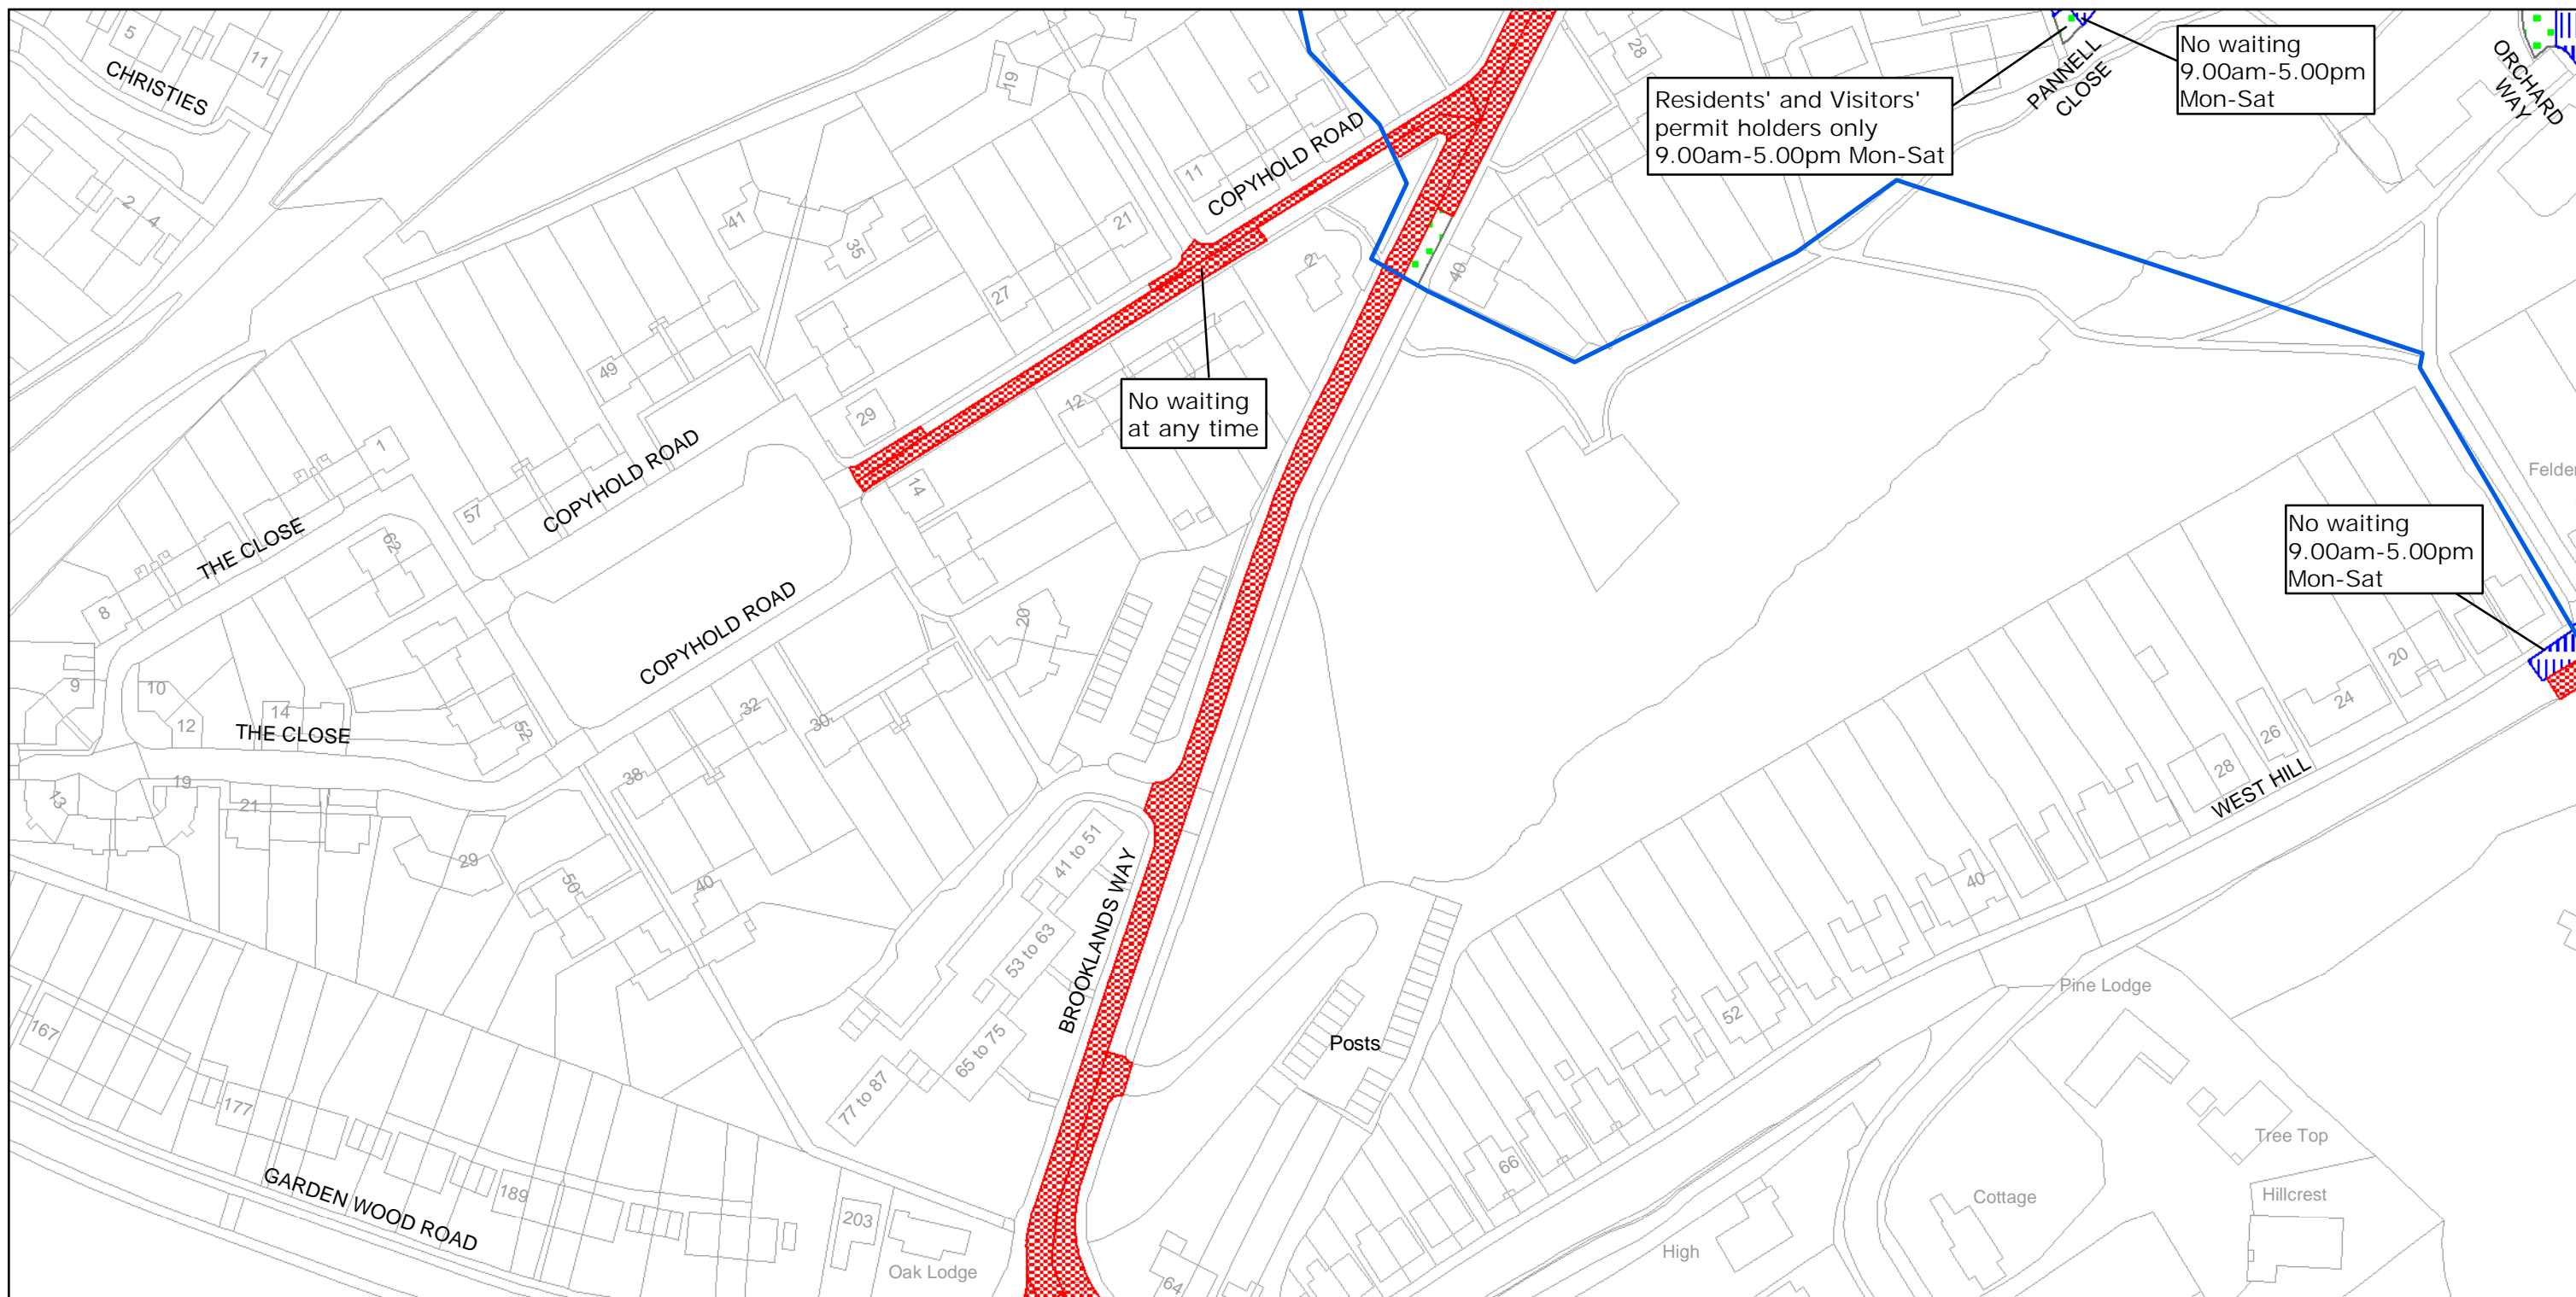 5
11
CHRISTIES
2
4
19
28
No waiting
9.00am-5.00pm
Mon-Sat
PANNELL
CLOSE
ORCHARD
WAY
Residents' and Visitors'
permit holders only
9.00am-5.00pm Mon-Sat
11
COPYHOLD ROAD
21
41
35
27
2
40
49
29
12
No waiting
at any time
1
57
COPYHOLD ROAD
14
THE CLOSE
62
8
COPYHOLD ROAD
20
No waiting
9.00am-5.00pm
Mon-Sat
9
10
12
14
THE CLOSE
52
32
30
38
20
24
26
28
WEST HILL
13
19
21
29
50
40
41 to 51
53 to 63
65 to 75
77 to 87
BROOKLANDS WAY
40
52
66
Posts
Pine Lodge
Tree Top
Hillcrest
Cottage
High
167
177
189
203
GARDEN WOOD ROAD
Oak Lodge
64